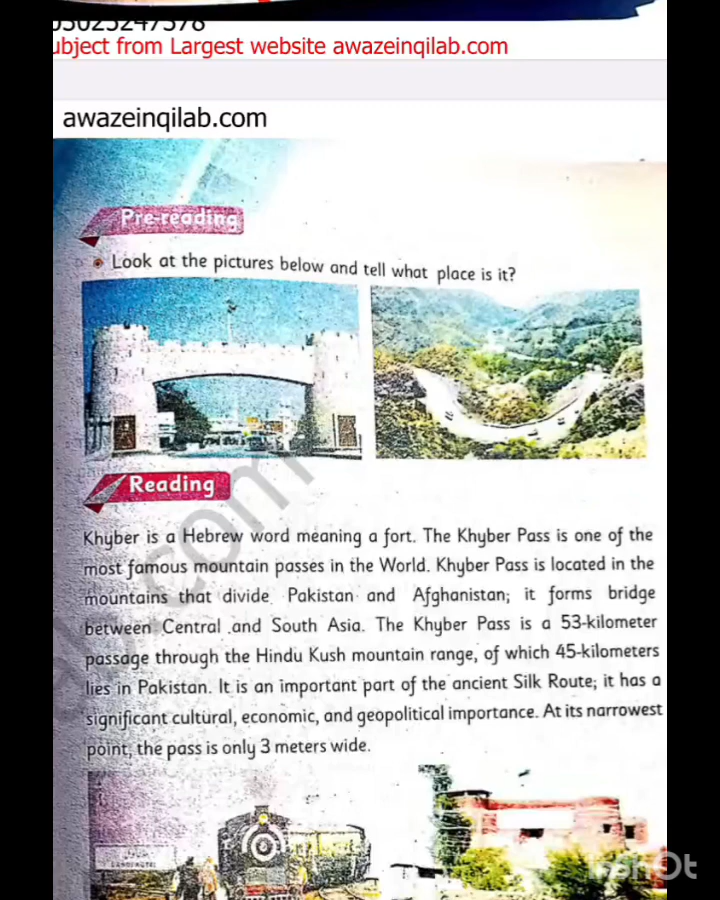 05025247578
ubject from Largest website awazeinqilab.com
awazeinqilab.com
Pre-reading
Look at the pictures below and tell what place is it?
Reading
Khyber is a Hebrew word meaning a fort. The Khyber Pass is one of the
most famous mountain passes in the World. Khyber Pass is located in the
mountains that divide Pakistan and Afghanistan; it forms bridge
between Central and South Asia. The Khyber Pass is a 53-kilometer
passage through the Hindu Kush mountain range, of which 45-kilometers
lies in Pakistan. It is an important part of the ancient Silk Route; it has a
significant cultural, economic, and geopolitical importance. At its narrowest
point, the pass is only 3 meters wide.